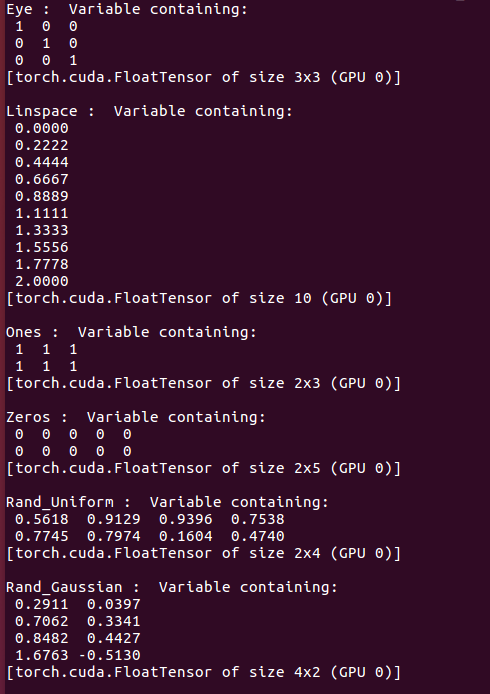 Eye :  Variable containing:
 1  0  0
 0  1  0
 0  0  1
[torch.cuda.FloatTensor of size 3x3 (GPU 0)]
Linspace :  Variable containing:
 0.0000
 0.2222
 0.4444
 0.6667
 0.8889
 1.1111
 1.3333
 1.5556
 1.7778
 2.0000
[torch.cuda.FloatTensor of size 10 (GPU 0)]
Ones :  Variable containing:
 1  1  1
 1  1  1
[torch.cuda.FloatTensor of size 2x3 (GPU 0)]
Zeros :  Variable containing:
 0  0  0  0  0
 0  0  0  0  0
[torch.cuda.FloatTensor of size 2x5 (GPU 0)]
Rand_Uniform :  Variable containing:
 0.5618  0.9129  0.9396  0.7538
 0.7745  0.7974  0.1604  0.4740
[torch.cuda.FloatTensor of size 2x4 (GPU 0)]
Rand_Gaussian :  Variable containing:
 0.2911  0.0397
 0.7062  0.3341
 0.8482  0.4427
 1.6763 -0.5130
[torch.cuda.FloatTensor of size 4x2 (GPU 0)]